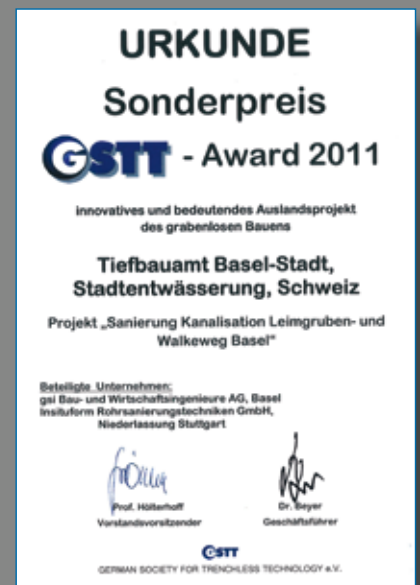 URKUNDE
Sonderpreis
GSTT - Award 2011
innovatives und bedeutendes Auslandsprojekt
des grabenlosen Bauens
Tiefbauamt Basel-Stadt,
Stadtentwässerung, Schweiz
Projekt „Sanierung Kanalisation Leimgruben- und
Walkeweg Basel"
Beteiligte Unternehmen:
gsi Bau- und Wirtschaftsingenieure AG, Basel
Insituform Rohrsanierungstechniken GmbH,
Niederlassung Stuttgart
Prof. Hölterhoff
Dr. Beyer
Vorstandsvorsitzender
Geschäftsführer
GSTT
GERMAN SOCIETY FOR TRENCHLESS TECHNOLOGY e.V.